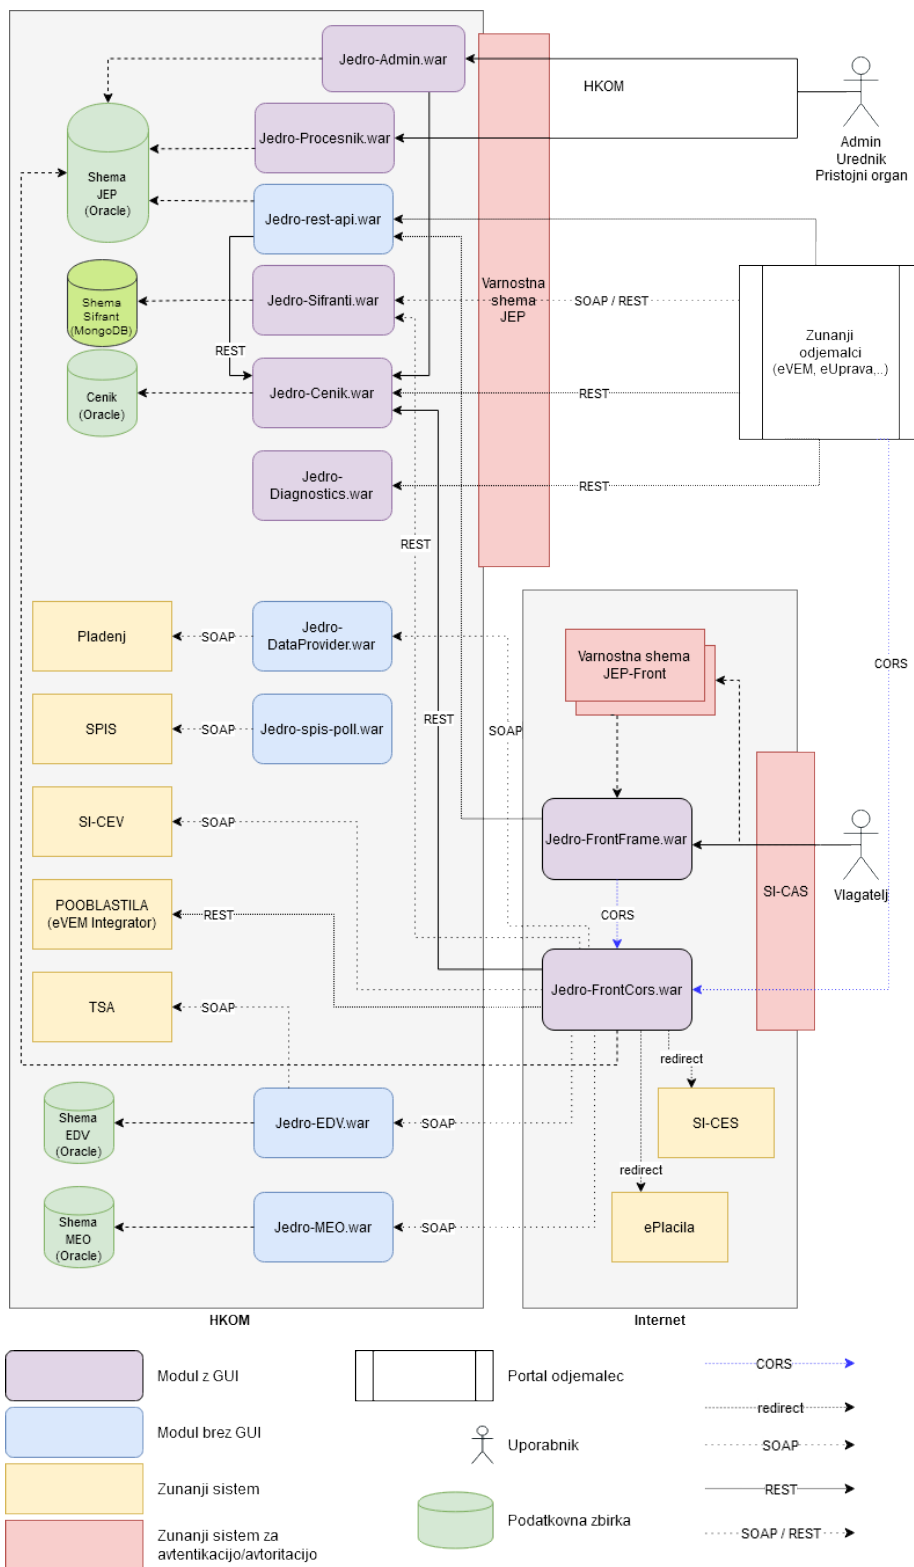 Jedro-Admin.war
HKOM
Admin
Urednik
Pristojni organ
Jedro-Procesnik.war
Shema
JEP
(Oracle)
Jedro-rest-api.war
Varnostna
shema
JEP
Shema
Sifrant
(MongoDB)
Jedro-Sifranti.war
SOAP / REST
Zunanji
odjemalci
(eVEM, eUprava,..)
REST
Cenik
(Oracle)
Jedro-Cenik.war
REST
Jedro-
Diagnostics.war
REST
REST
CORS
Pladenj
SOAP
Jedro-
DataProvider.war
Varnostna shema
JEP-Front
SPIS
SOAP
Jedro-spis-poll.war
REST
SOAP
SI-CEV
SOAP
Jedro-FrontFrame.war
Vlagatelj
SI-CAS
POOBLASTILA
(eVEM Integrator)
REST
CORS
Jedro-FrontCors.war
TSA
SOAP
redirect
Shema
EDV
(Oracle)
Jedro-EDV.war
SOAP
SI-CES
redirect
Shema
MEO
(Oracle)
Jedro-MEO.war
SOAP
ePlacila
HKOM
Internet
Modul z GUI
Portal odjemalec
CORS
redirect
Modul brez GUI
Uporabnik
SOAP
Zunanji sistem
REST
Podatkovna zbirka
Zunanji sistem za
avtentikacijo/avtoritacijo
SOAP / REST